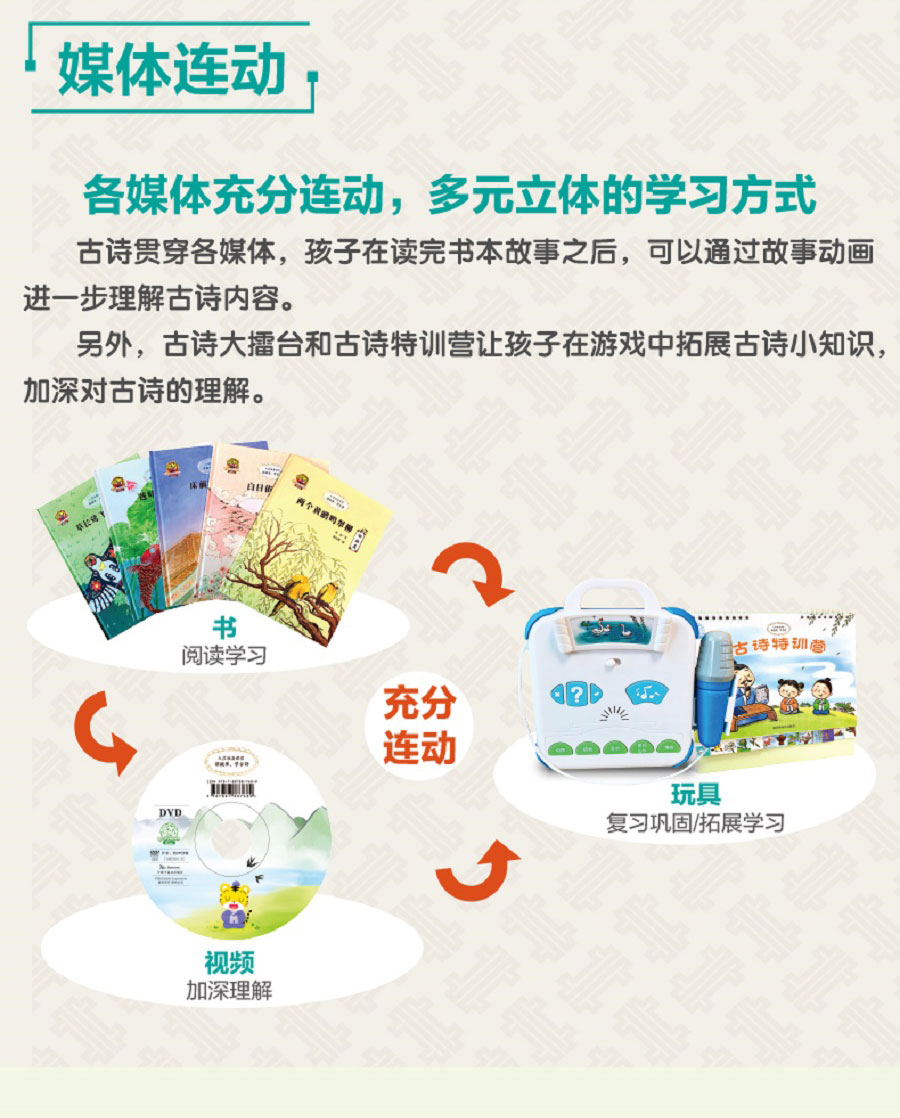 媒体连动
各媒体充分连动，多元立体的学习方式
古诗贯穿各媒体，孩子在读完书本故事之后，可以通过故事动画
进一步理解古诗内容。
另外，古诗大擂台和古诗特训营让孩子在游戏中拓展古诗小知识，
加深对古诗的理解。
两个黄鹂鸣翠柳
书
阅读学习
充分
连动
古诗特训营
?
玩具
复习巩固/拓展学习
DVD
视频
加深理解